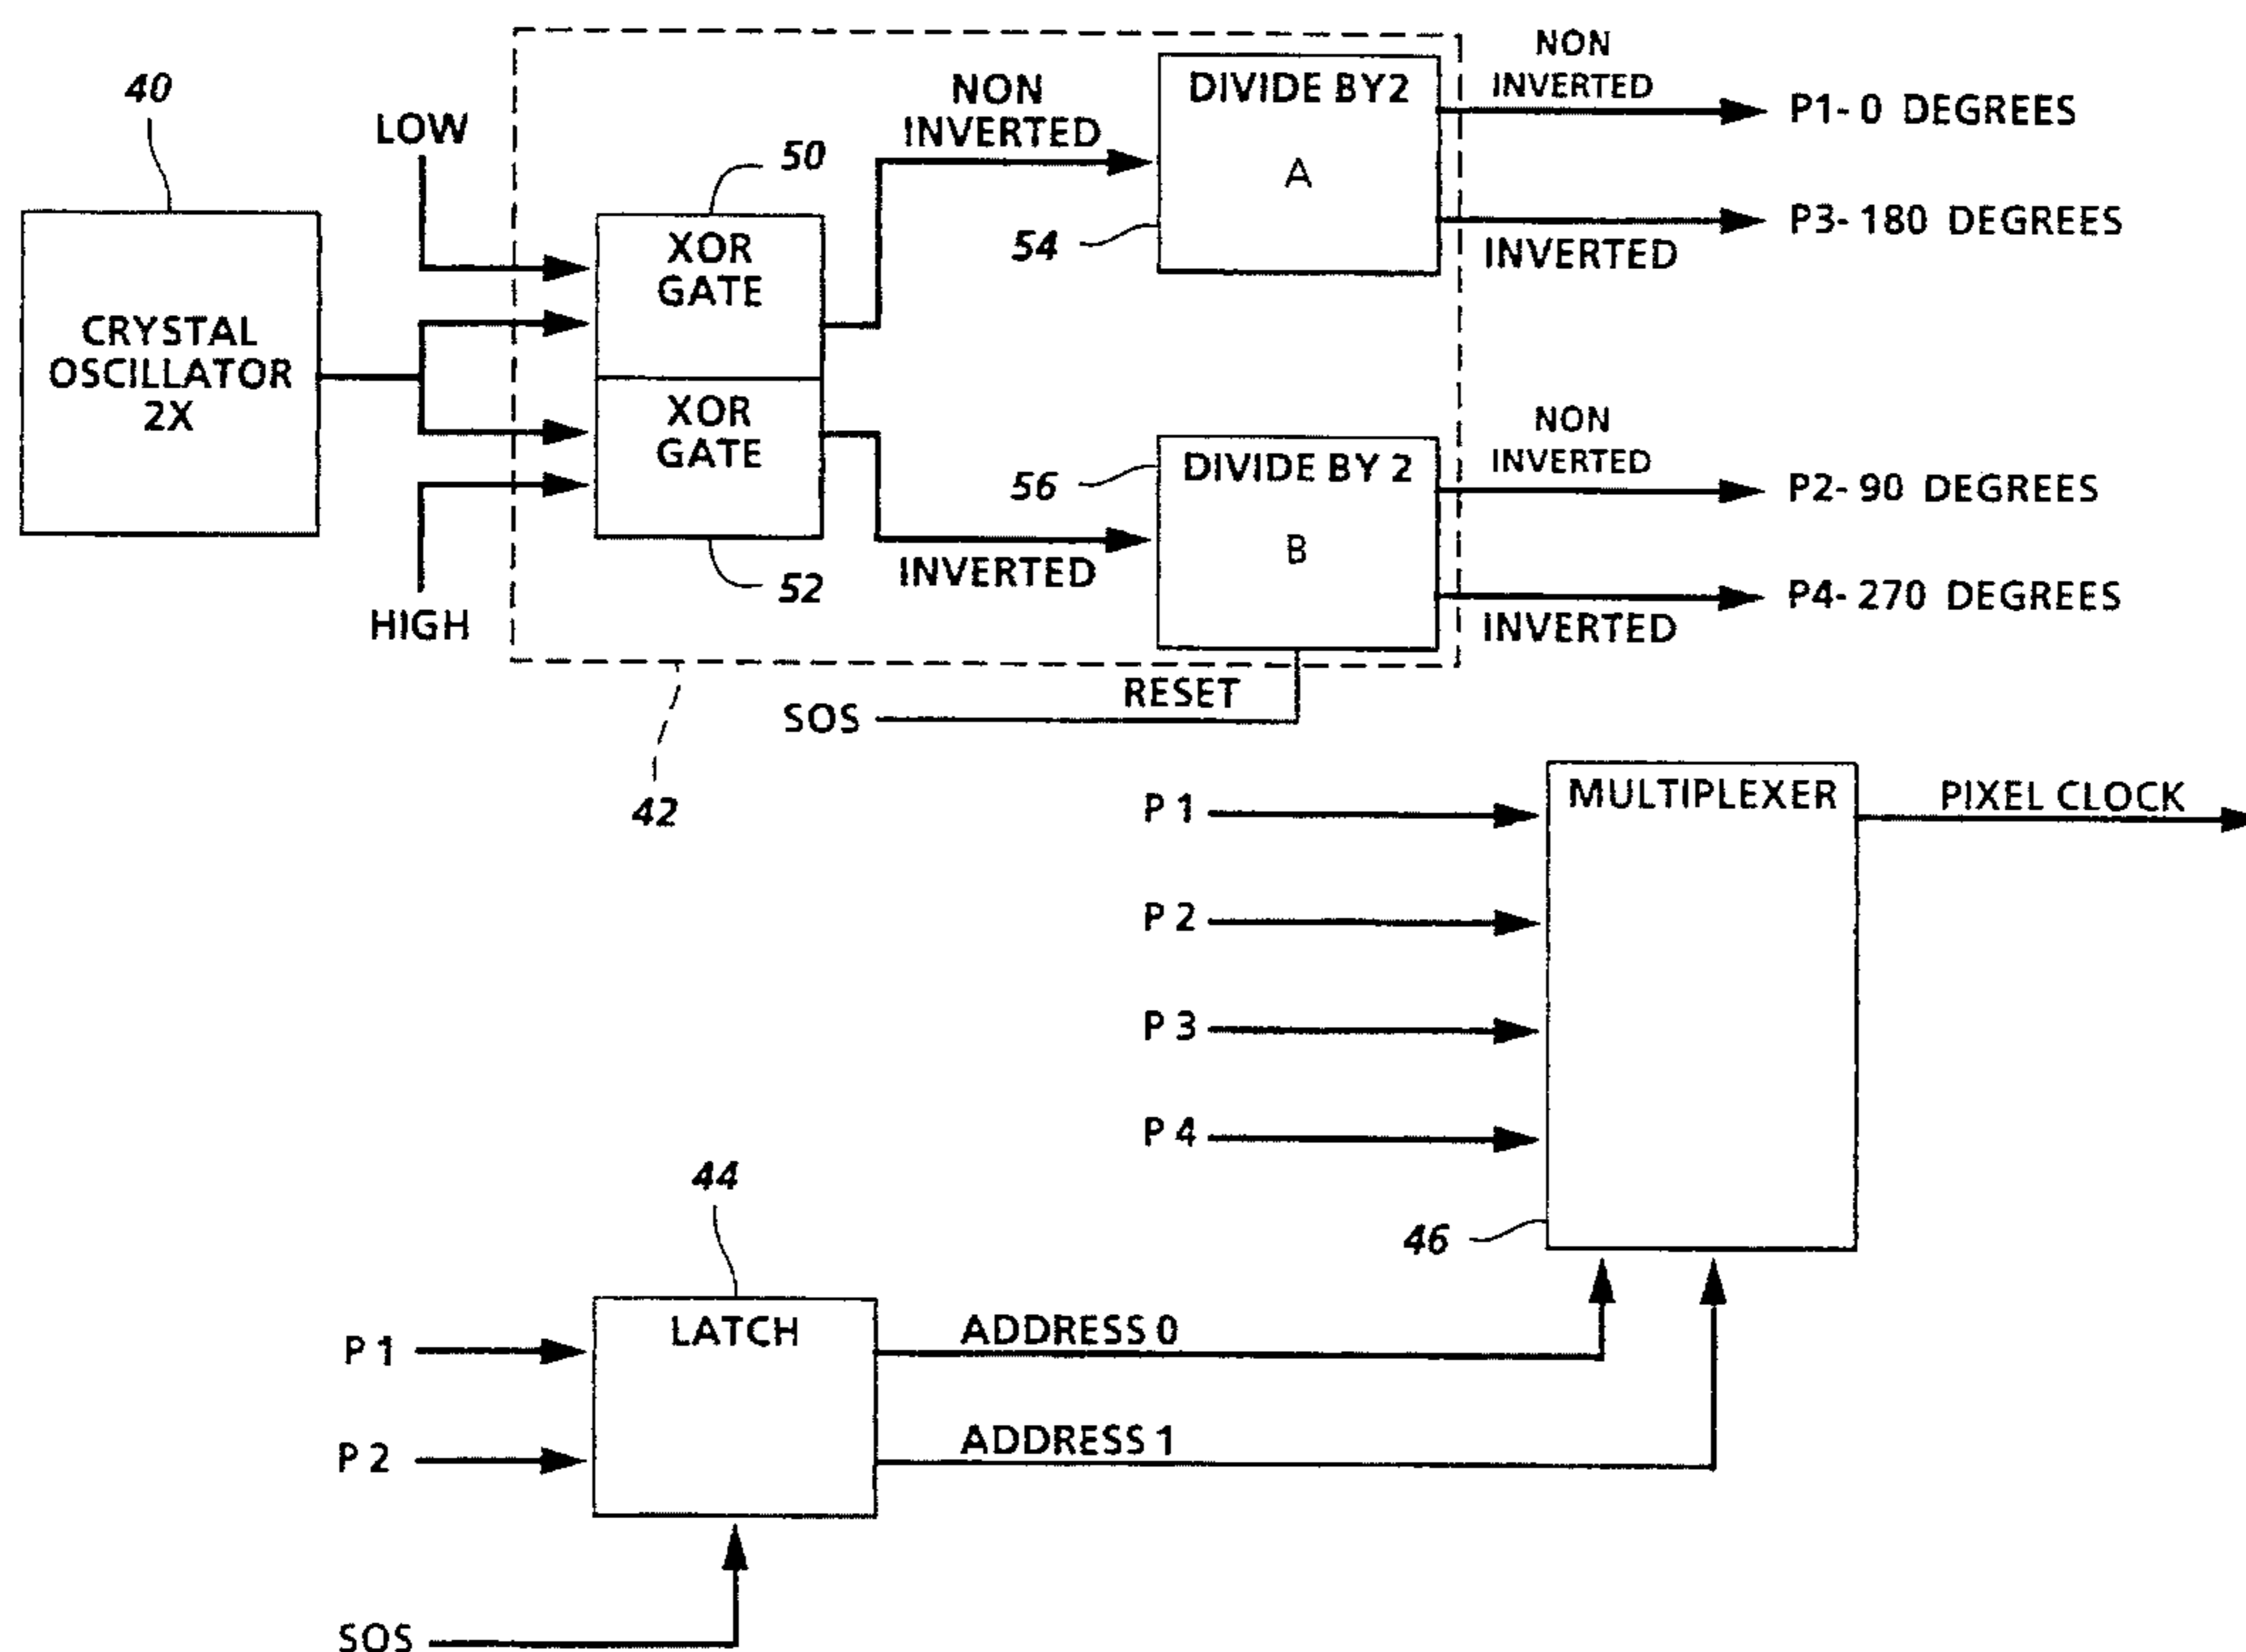 40
LOW
CRYSTAL
OSCILLATOR
2X
HIGH
50
XOR
GATE
XOR
GATE
52
NON
INVERTED
INVERTED
DIVIDE BY 2
A
54
56
DIVIDE BY 2
B
NON
INVERTED
P1- 0 DEGREES
P3- 180 DEGREES
INVERTED
NON
INVERTED
P2- 90 DEGREES
P4- 270 DEGREES
INVERTED
RESET
SOS
42
P 1
P 2
P 3
P 4
MULTIPLEXER
PIXEL CLOCK
46
44
P 1
P 2
LATCH
ADDRESS 0
ADDRESS 1
SOS